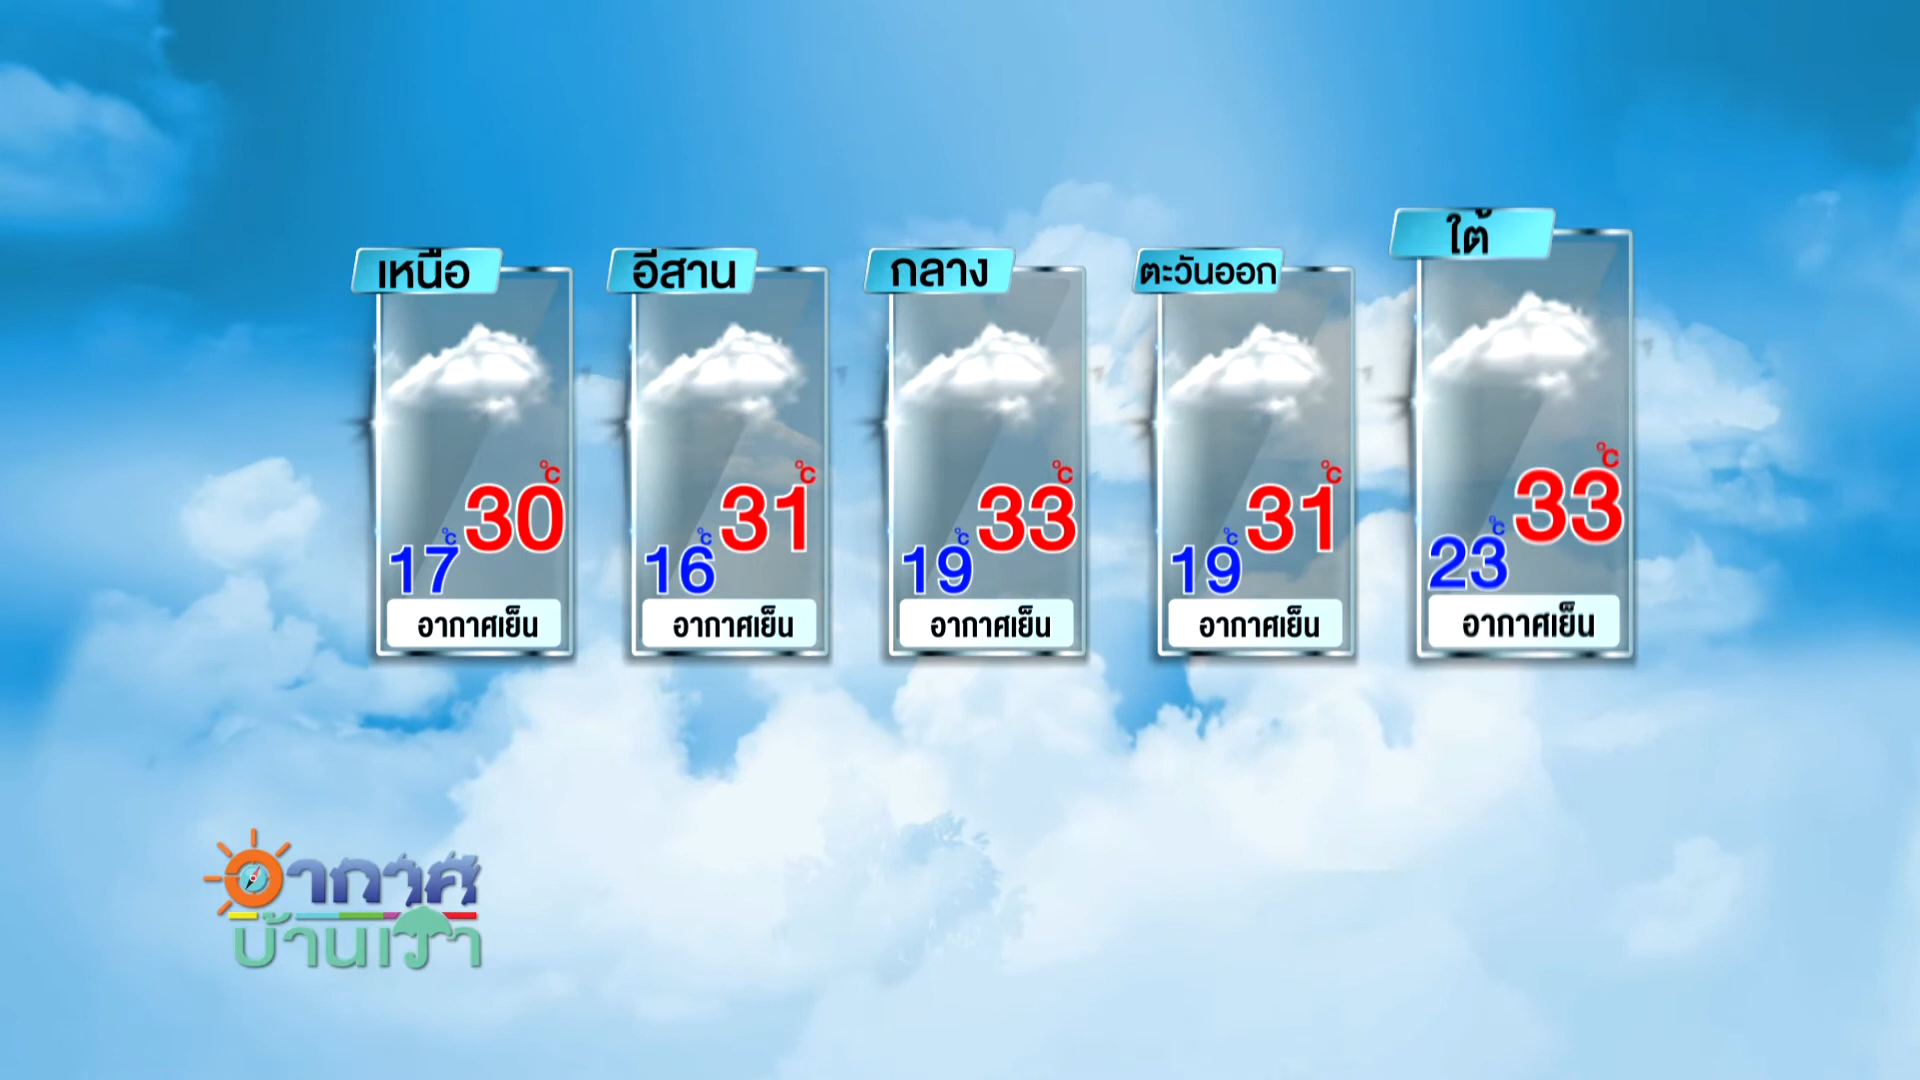 เหนือ
30°C
17°C
อากาศเย็น
อีสาน
31°C
16°C
อากาศเย็น
กลาง
33°C
19°C
อากาศเย็น
ตะวันออก
31°C
19°C
อากาศเย็น
ใต้
33°C
23°C
อากาศเย็น
อากาศ
บ้านเรา